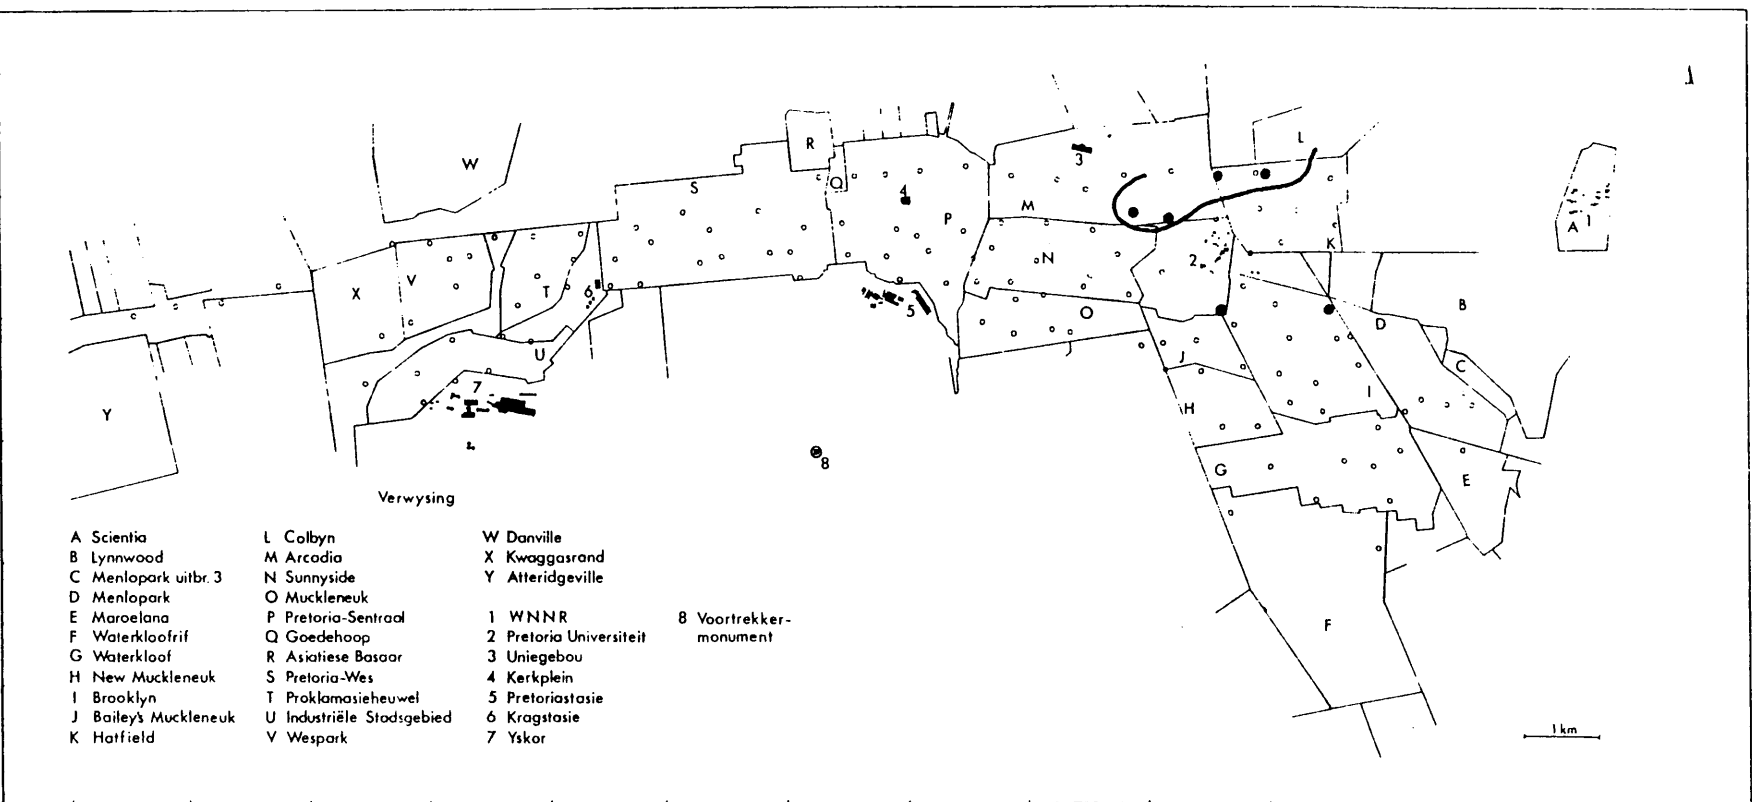 W
R
3
L
S
Q
4
A 1
M
P
K
N
2
X
V
T
6
B
5
O
D
U
J
C
7
I
Y
H
8
G
E
F
1 km
Verwysing
A Scientia
B Lynnwood
C Menlopark uitbr. 3
D Menlopark
E Maroelana
F Waterkloofrif
G Waterkloof
H New Muckleneuk
I Brooklyn
J Bailey's Muckleneuk
K Hatfield
L Colbyn
M Arcadia
N Sunnyside
O Muckleneuk
P Pretoria-Sentraal
Q Goedehoop
R Asiatiese Basaar
S Pretoria-Wes
T Proklamasieheuwel
U Industriële Stadsgebied
V Wespark
W Danville
X Kwaggasrand
Y Atteridgeville
1 WNNR
2 Pretoria Universiteit
3 Uniegebou
4 Kerkplein
5 Pretoriastasie
6 Kragstasie
7 Yskor
8 Voortrekker-
monument